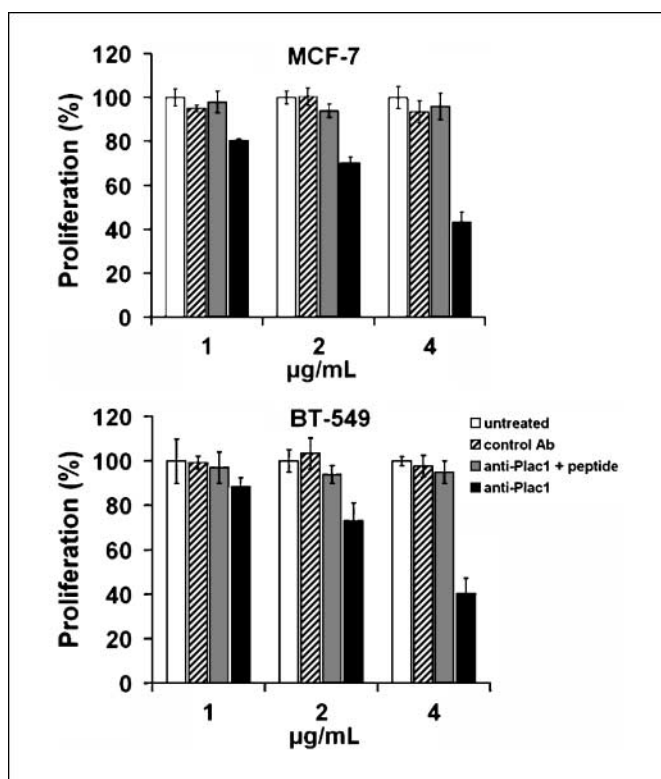 MCF-7
Proliferation (%)
120
100
80
60
40
20
0
1 2 4
µg/mL
BT-549
Proliferation (%)
120
100
80
60
40
20
0
untreated
control Ab
anti-Plac1 + peptide
anti-Plac1
1 2 4
µg/mL